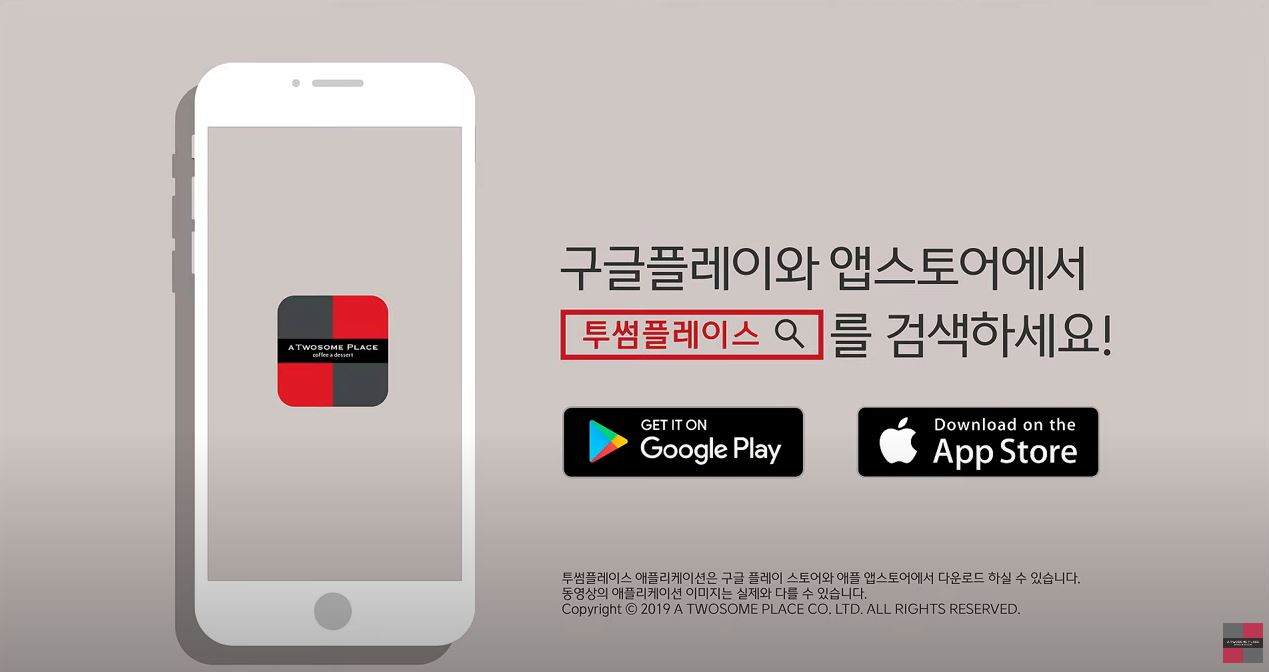 A TWOSOME PLACE
coffee & dessert
구글플레이와 앱스토어에서
투썸플레이스 를 검색하세요!
GET IT ON
Google Play
Download on the
App Store
투썸플레이스 애플리케이션은 구글 플레이 스토어와 애플 앱스토어에서 다운로드 하실 수 있습니다.
동영상의 애플리케이션 이미지는 실제와 다를 수 있습니다.
Copyright © 2019 A TWOSOME PLACE CO. LTD. ALL RIGHTS RESERVED.
A TWOSOME PLACE